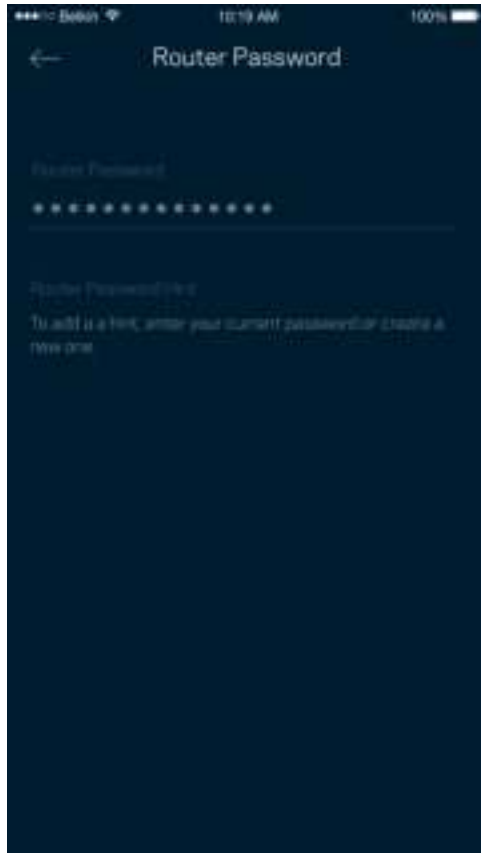 Belkin 10:19 AM 100%
Router Password
Router Password
••••••••••••••
Router Password Hint
To add a a hint, enter your current password or create a
new one